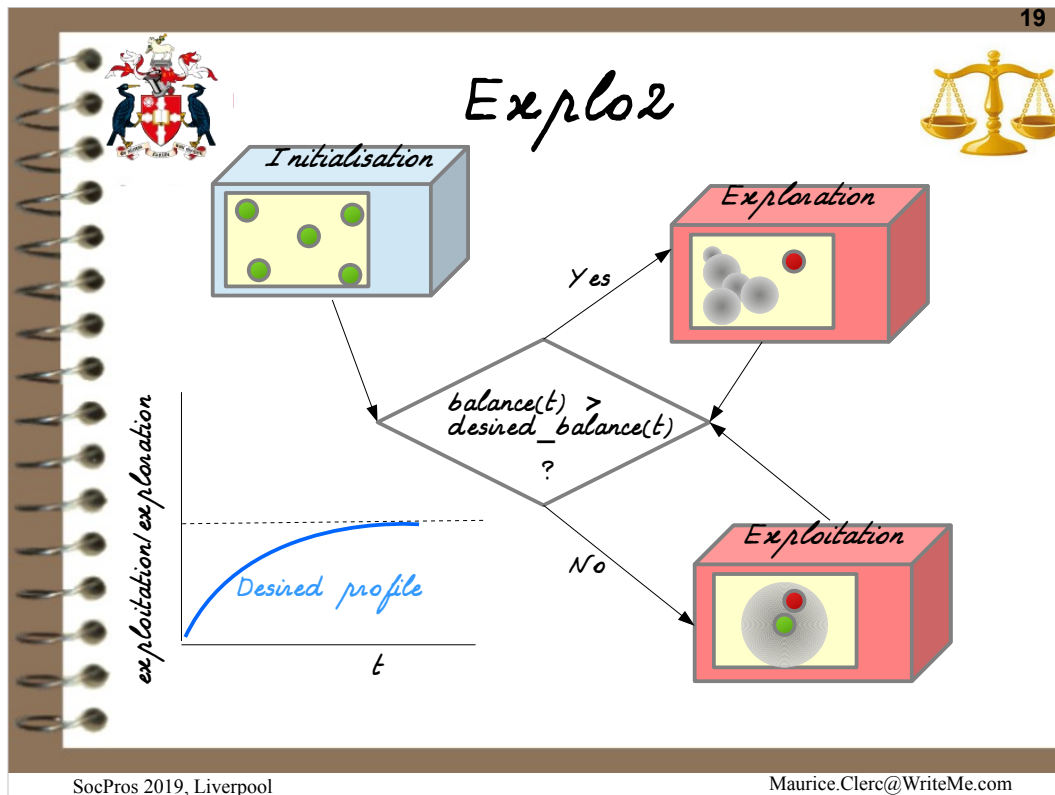 19
Explo2
Initialisation
Exploration
Yes
balance(t) >
desired_balance(t)
?
exploitation/exploration
Desired profile
t
No
Exploitation
SocPros 2019, Liverpool
Maurice.Clerc@WriteMe.com